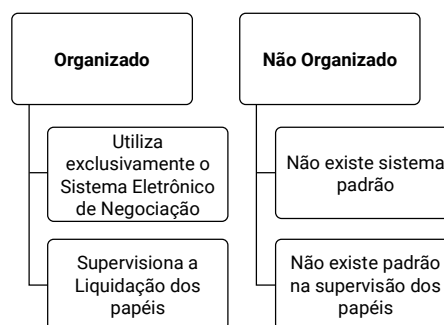 Organizado
Utiliza
exclusivamente o
Sistema Eletrônico
de Negociação
Supervisiona a
Liquidação dos
papéis
Não Organizado
Não existe sistema
padrão
Não existe padrão
na supervisão dos
papéis